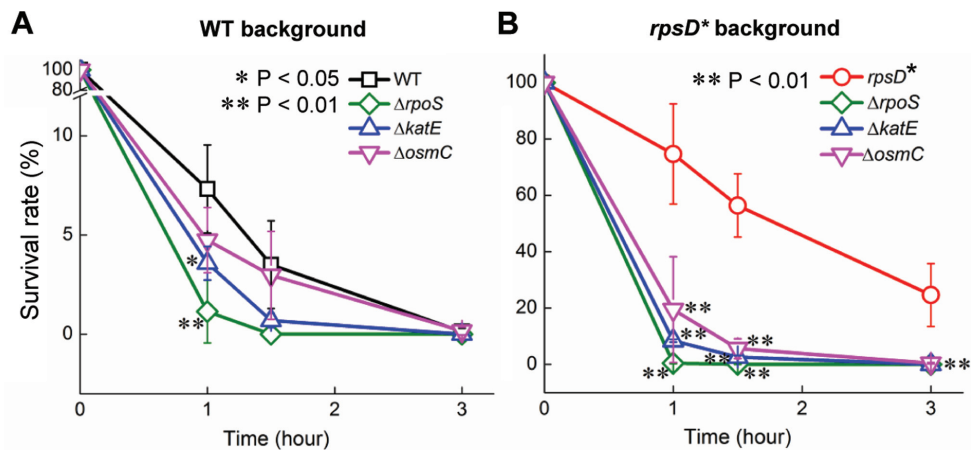 A
WT background
* P < 0.05
** P < 0.01
WT
ΔrpoS
ΔkatE
ΔosmC
Survival rate (%)
100
80
10
5
0
*
**
0
1
2
3
Time (hour)
B
rpsD* background
** P < 0.01
rpsD*
ΔrpoS
ΔkatE
ΔosmC
100
80
60
40
20
0
**
**
**
**
**
**
**
0
1
2
3
Time (hour)